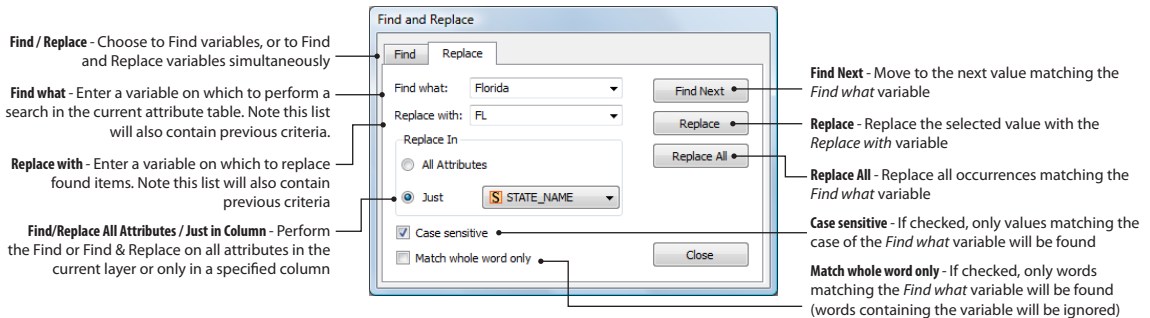 Find / Replace - Choose to Find variables, or to Find
and Replace variables simultaneously
Find what - Enter a variable on which to perform a
search in the current attribute table. Note this list
will also contain previous criteria.
Replace with - Enter a variable on which to replace
found items. Note this list will also contain
previous criteria
Find/Replace All Attributes / Just in Column - Perform
the Find or Find & Replace on all attributes in the
current layer or only in a specified column
Find and Replace
Find
Replace
Find what:
Florida
Find Next
Replace with:
FL
Replace
Replace In
All Attributes
Replace All
Just
S STATE_NAME
Case sensitive
Match whole word only
Close
Find Next - Move to the next value matching the
Find what variable
Replace - Replace the selected value with the
Replace with variable
Replace All - Replace all occurrences matching the
Find what variable
Case sensitive - If checked, only values matching the
case of the Find what variable will be found
Match whole word only - If checked, only words
matching the Find what variable will be found
(words containing the variable will be ignored)